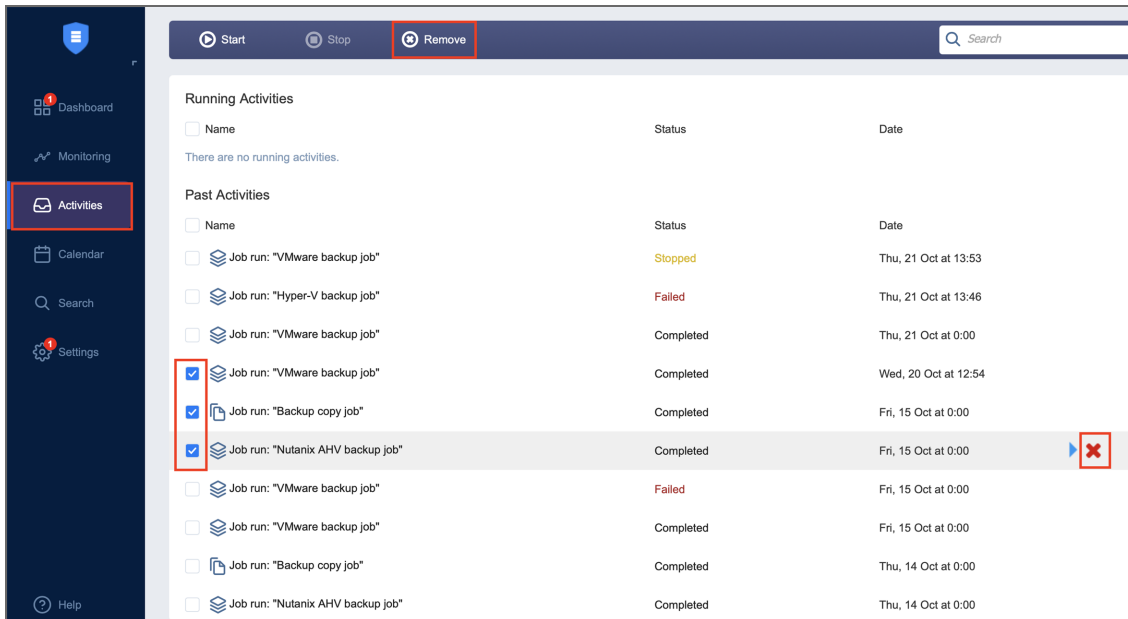 Start Stop Remove Search
1
Dashboard
Monitoring
Activities
Calendar
Search
1
Settings
Help
Running Activities
Name Status Date
There are no running activities.
Past Activities
Name Status Date
Job run: "VMware backup job" Stopped Thu, 21 Oct at 13:53
Job run: "Hyper-V backup job" Failed Thu, 21 Oct at 13:46
Job run: "VMware backup job" Completed Thu, 21 Oct at 0:00
Job run: "VMware backup job" Completed Wed, 20 Oct at 12:54
Job run: "Backup copy job" Completed Fri, 15 Oct at 0:00
Job run: "Nutanix AHV backup job" Completed Fri, 15 Oct at 0:00
Job run: "VMware backup job" Failed Fri, 15 Oct at 0:00
Job run: "VMware backup job" Completed Fri, 15 Oct at 0:00
Job run: "Backup copy job" Completed Thu, 14 Oct at 0:00
Job run: "Nutanix AHV backup job" Completed Thu, 14 Oct at 0:00